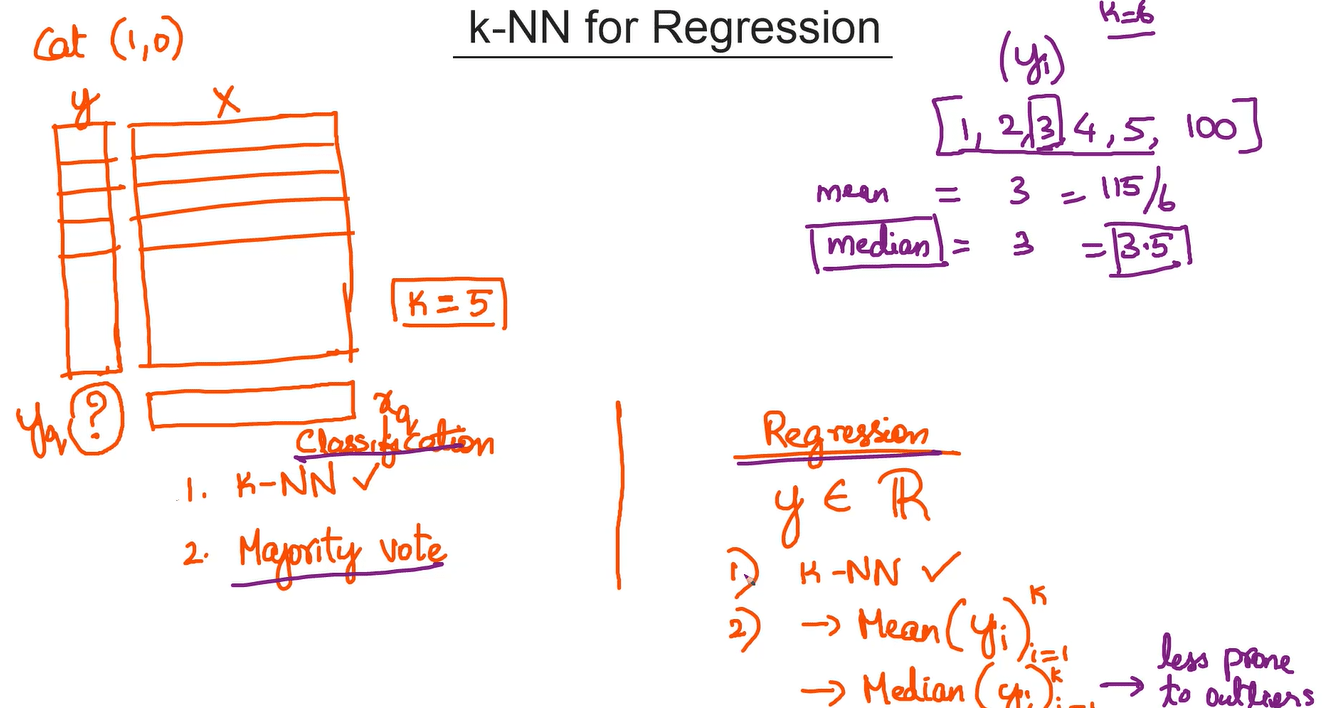 k-NN for Regression
Cat (1,0)
y X
K = 5
yq ? xq
Classification
1. K-NN ✓
2. Majority vote
K=6
(yi)
[1, 2, 3, 4, 5, 100]
mean = 3 = 115/6
median = 3 = 3.5
Regression
y ∈ ℝ
1) K-NN ✓
2) → Mean (yi) K i=1
→ Median (yi) K i=1 → less prone
to outliers